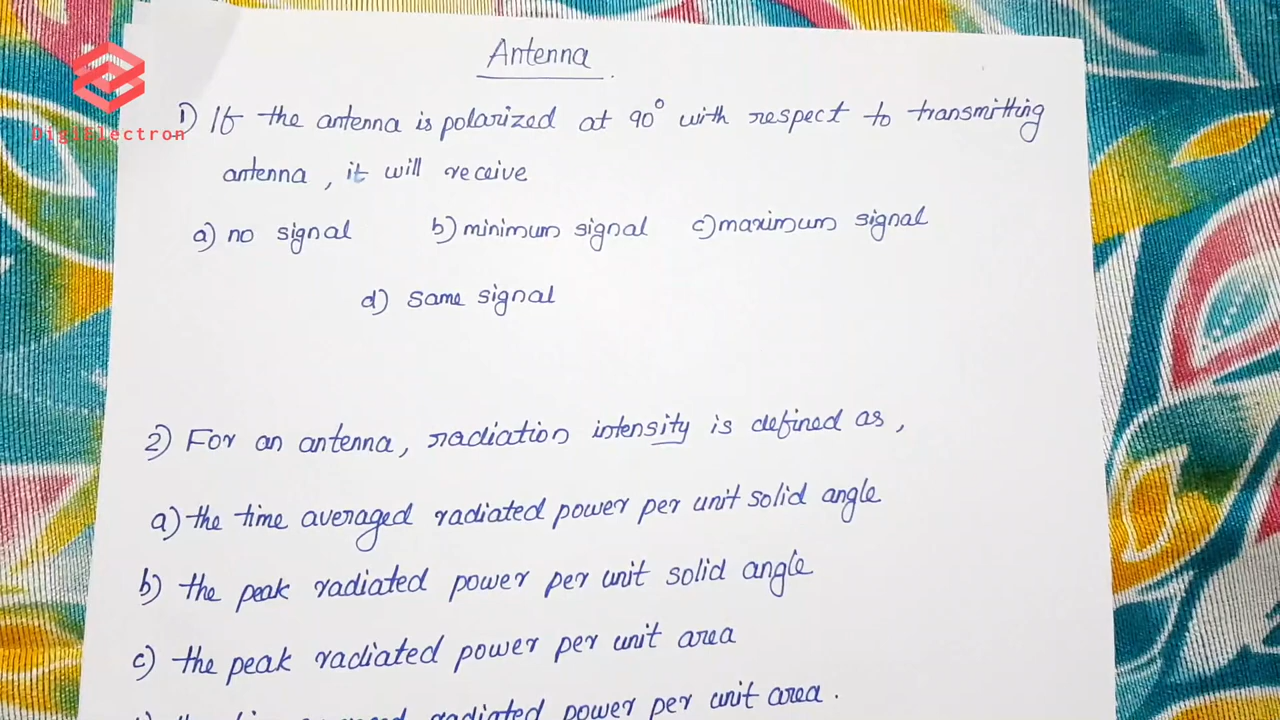 Antenna
DigiElectron
1) If the antenna is polarized at 90° with respect to transmitting
antenna, it will receive
a) no signal b) minimum signal c) maximum signal
d) same signal
2) For an antenna, radiation intensity is defined as,
a) the time averaged radiated power per unit solid angle
b) the peak radiated power per unit solid angle
c) the peak radiated power per unit area
radiated power per unit area.